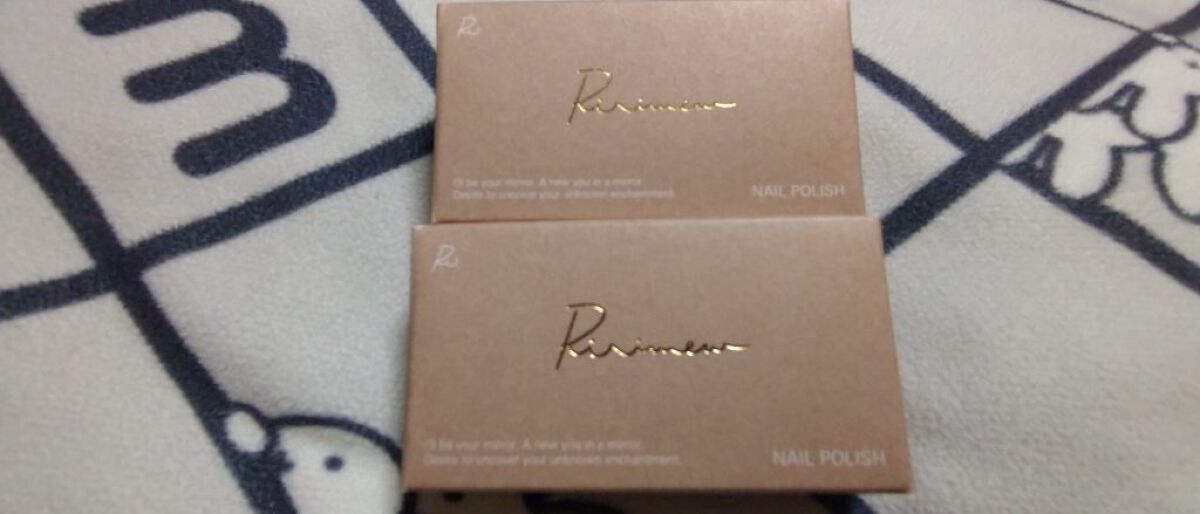 Ririmew
I'll be your mirror. A new you in a mirror.
Desire to uncover your unknown enchantment.
NAIL POLISH
Ririmew
I'll be your mirror. A new you in a mirror.
Desire to uncover your unknown enchantment.
NAIL POLISH